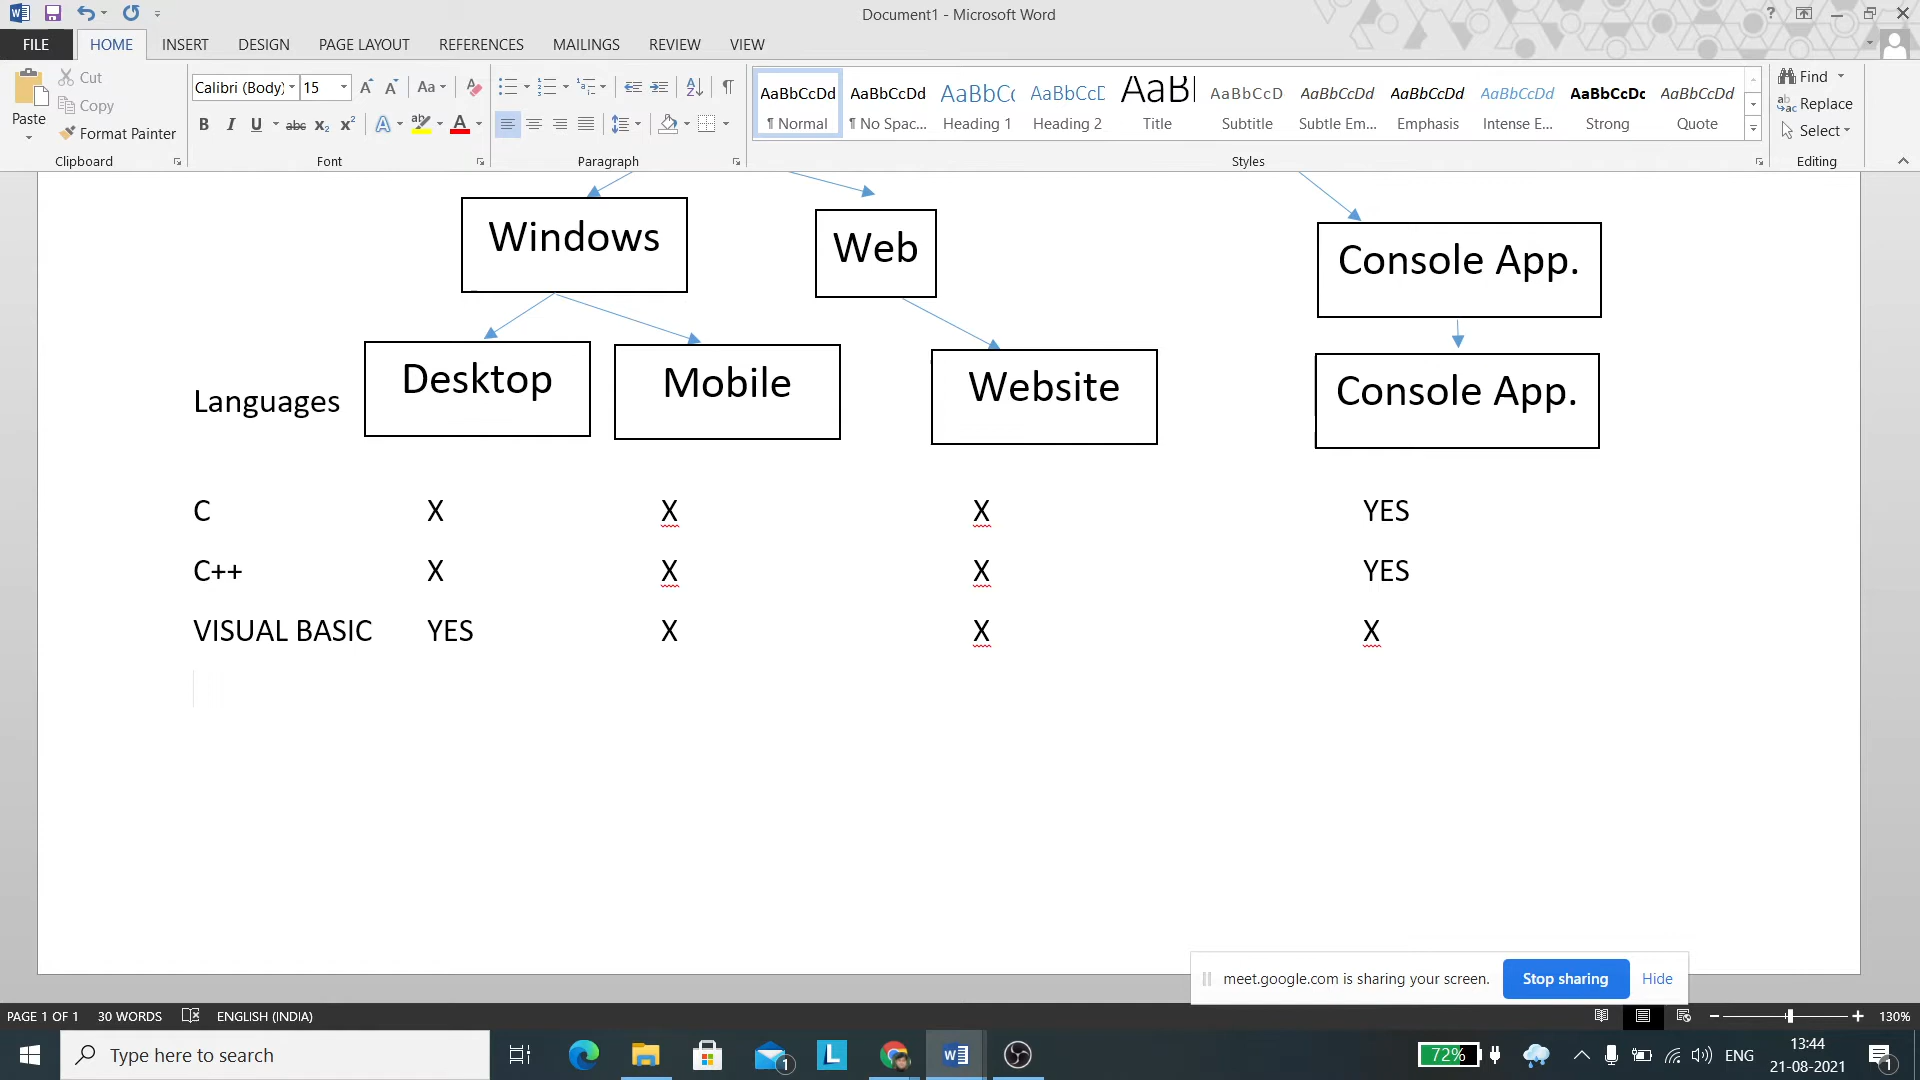 Document1 - Microsoft Word
FILE HOME INSERT DESIGN PAGE LAYOUT REFERENCES MAILINGS REVIEW VIEW
Paste
Cut
Copy
Format Painter
Clipboard
Calibri (Body) 15
Font
Paragraph
AaBbCcDd AaBbCcDd AaBbCc AaBbCcD AaBl AaBbCcD AaBbCcDd AaBbCcDd AaBbCcDd AaBbCcDc AaBbCcDd
¶ Normal ¶ No Spac... Heading 1 Heading 2 Title Subtitle Subtle Em... Emphasis Intense E... Strong Quote
Styles
Find
Replace
Select
Editing
Windows
Web
Console App.
Desktop
Mobile
Website
Console App.
Languages
C X X X YES
C++ X X X YES
VISUAL BASIC YES X X X
meet.google.com is sharing your screen. Stop sharing Hide
PAGE 1 OF 1 30 WORDS ENGLISH (INDIA) 130%
Type here to search
1
72%
ENG
13:44
21-08-2021
1